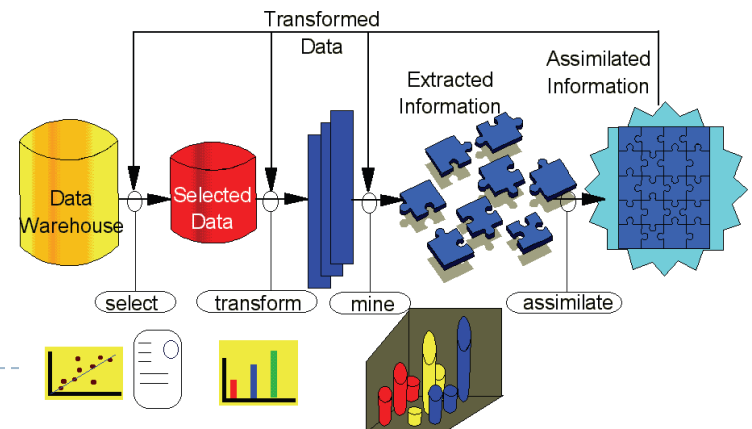 Transformed
Data
Assimilated
Information
Extracted
Information
Data
Warehouse
Selected
Data
select
transform
mine
assimilate